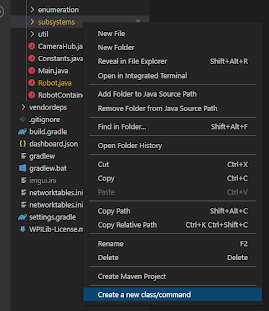 enumeration
subsystems
util
CameraHub.java
Constants.java
Main.java
Robot.java
RobotContain
vendordeps
.gitignore
build.gradle
dashboard.json
gradlew
gradlew.bat
imgui.ini
networktables.ini
networktables.ini
settings.gradle
WPILib-License.m
New File
New Folder
Reveal in File Explorer Shift+Alt+R
Open in Integrated Terminal
Add Folder to Java Source Path
Remove Folder from Java Source Path
Find in Folder... Shift+Alt+F
Open Folder History
Cut Ctrl+X
Copy Ctrl+C
Paste Ctrl+V
Copy Path Shift+Alt+C
Copy Relative Path Ctrl+K Ctrl+Shift+C
Rename F2
Delete Delete
Create Maven Project
Create a new class/command